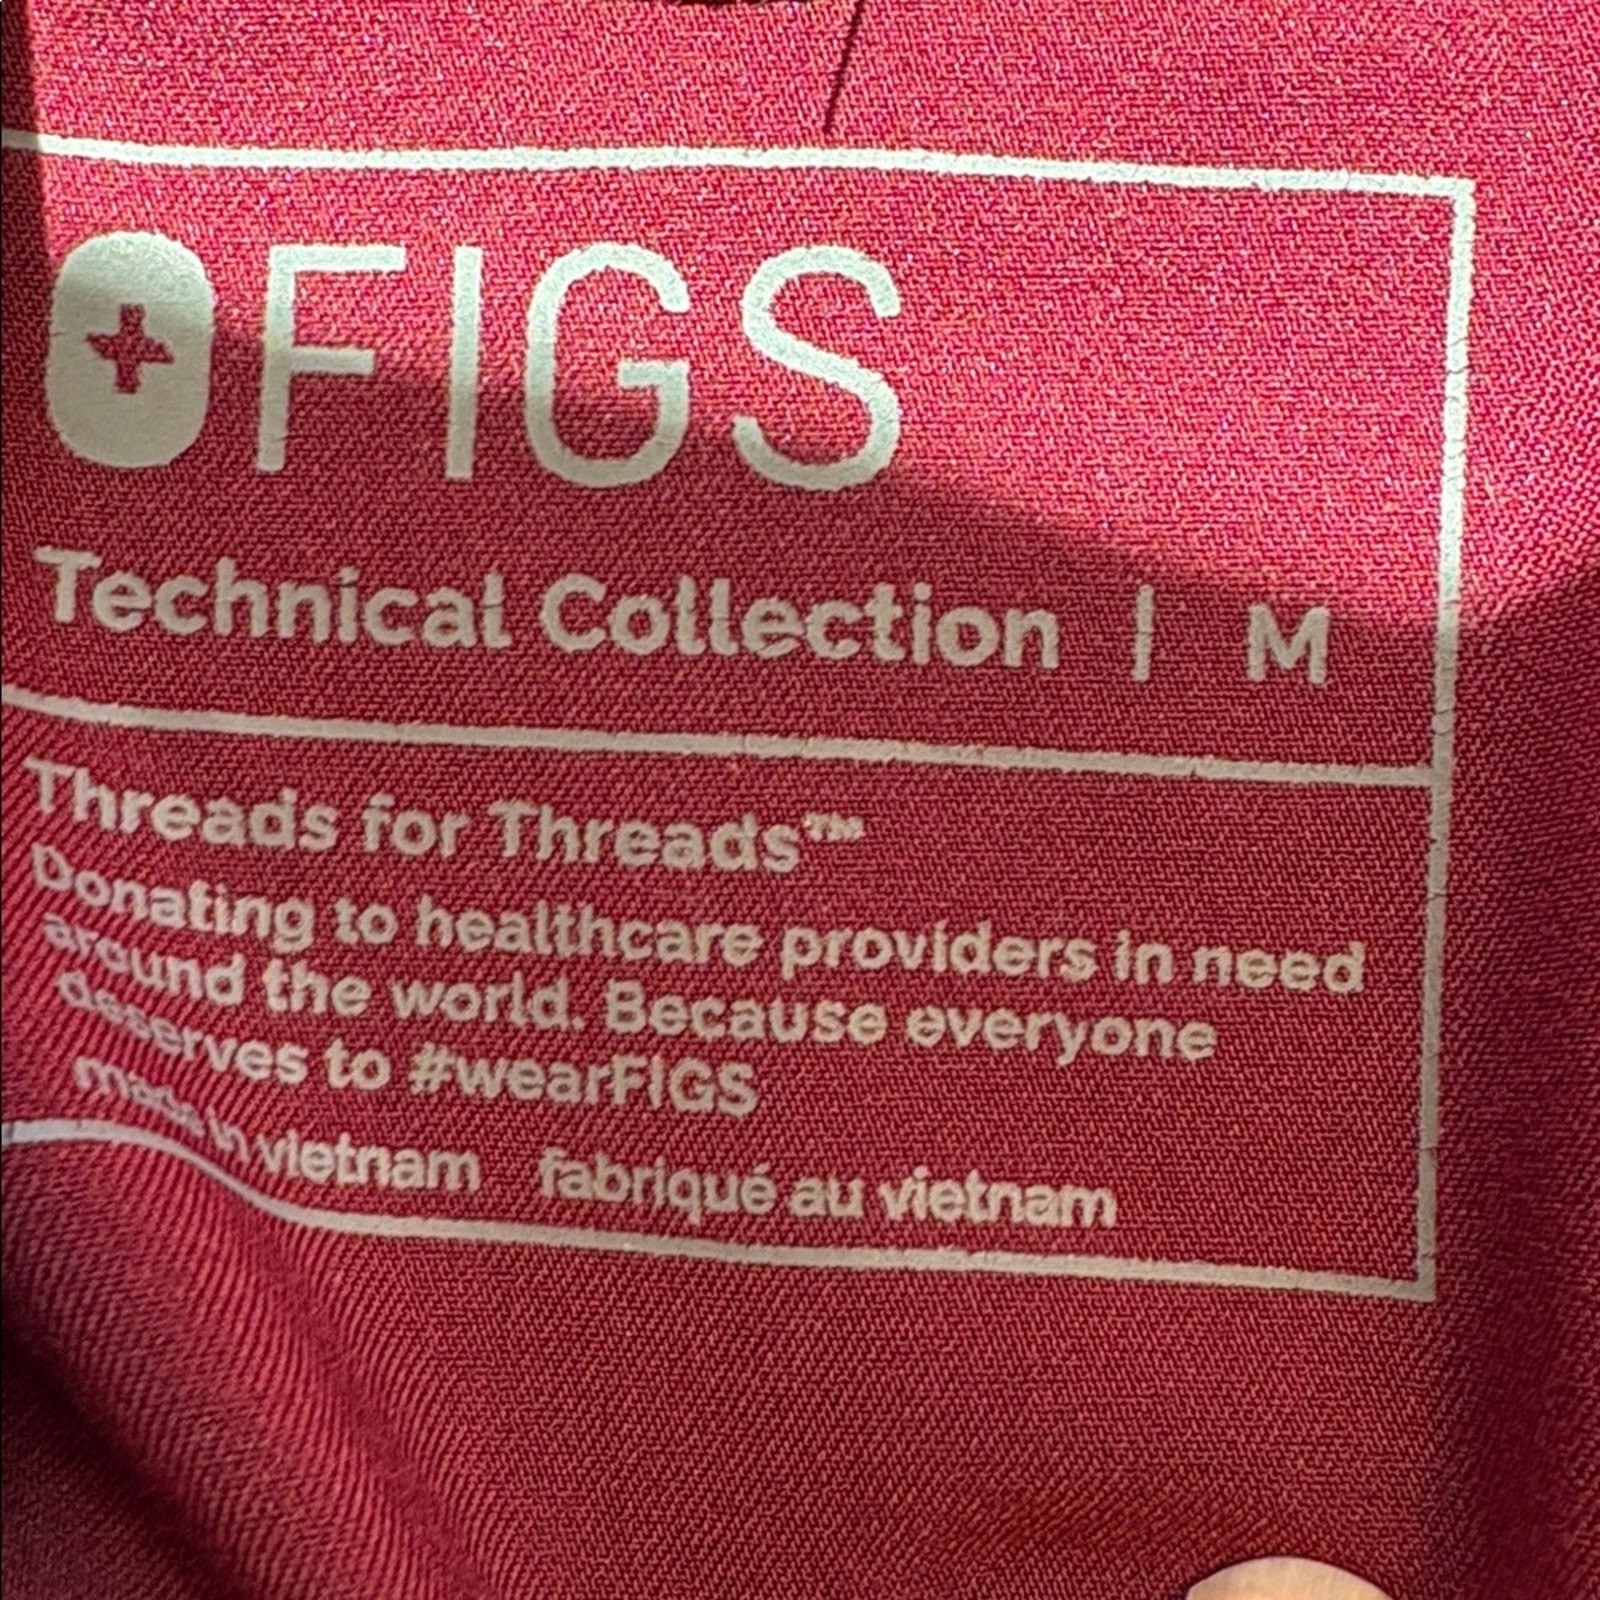 FIGS
Technical Collection | M
Threads for Threads™
Donating to healthcare providers in need
around the world. Because everyone
deserves to #wearFIGS
made in vietnam fabriqué au vietnam